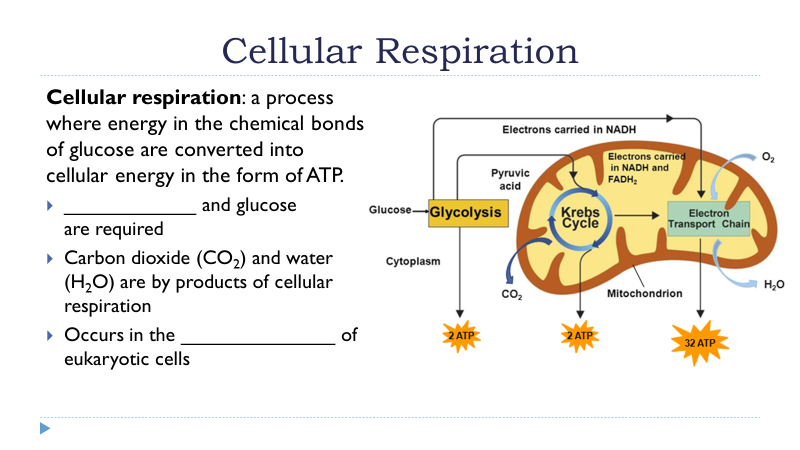 Cellular Respiration
Cellular respiration: a process
where energy in the chemical bonds
of glucose are converted into
cellular energy in the form of ATP.
_____________ and glucose
are required
Carbon dioxide (CO₂) and water
(H₂O) are by products of cellular
respiration
Occurs in the _______________ of
eukaryotic cells
Electrons carried in NADH
Electrons carried
in NADH and
FADH₂
O₂
Pyruvic
acid
Glucose
Glycolysis
Krebs
Cycle
Electron
Transport Chain
Cytoplasm
CO₂
Mitochondrion
H₂O
2 ATP
2 ATP
32 ATP